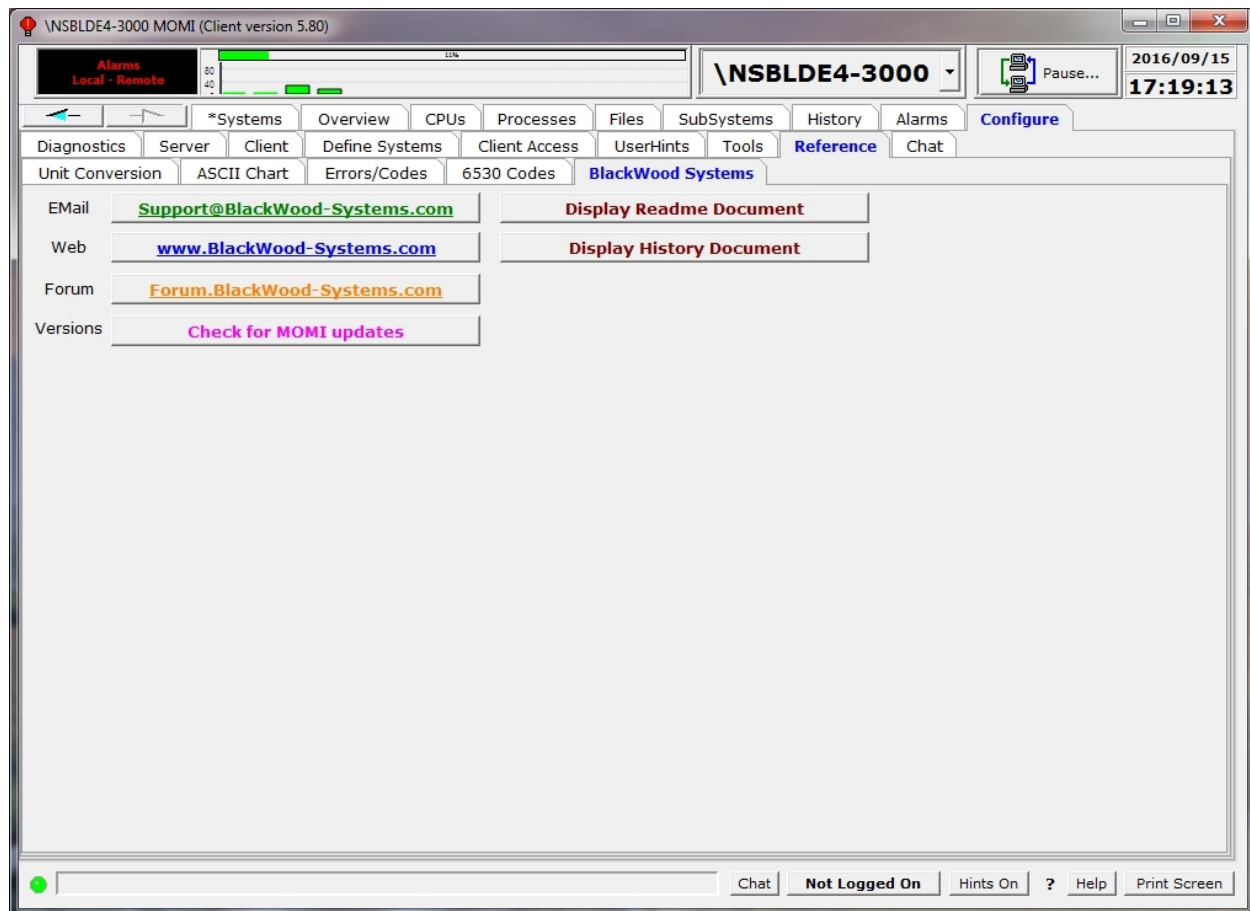 \NSBLDE4-3000 MOMI (Client version 5.80)
Alarms
Local - Remote
80
40
11%
\NSBLDE4-3000
Pause...
2016/09/15
17:19:13
*Systems Overview CPUs Processes Files SubSystems History Alarms Configure
Diagnostics Server Client Define Systems Client Access UserHints Tools Reference Chat
Unit Conversion ASCII Chart Errors/Codes 6530 Codes BlackWood Systems
EMail Support@BlackWood-Systems.com Display Readme Document
Web www.BlackWood-Systems.com Display History Document
Forum Forum.BlackWood-Systems.com
Versions Check for MOMI updates
Chat Not Logged On Hints On ? Help Print Screen